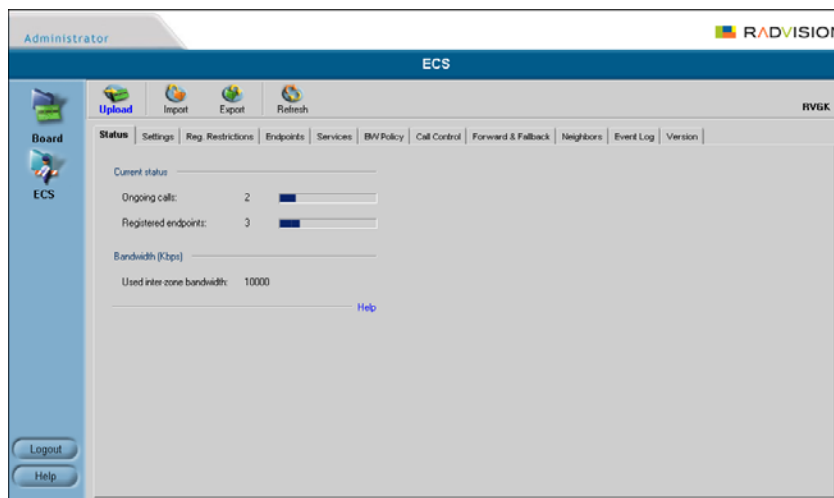 Administrator
RADVISION
ECS
Upload Import Export Refresh
RVGK
Board
ECS
Status Settings Reg. Restrictions Endpoints Services BW Policy Call Control Forward & Fallback Neighbors Event Log Version
Current status
Ongoing calls: 2
Registered endpoints: 3
Bandwidth (Kbps)
Used inter-zone bandwidth: 10000
Help
Logout
Help